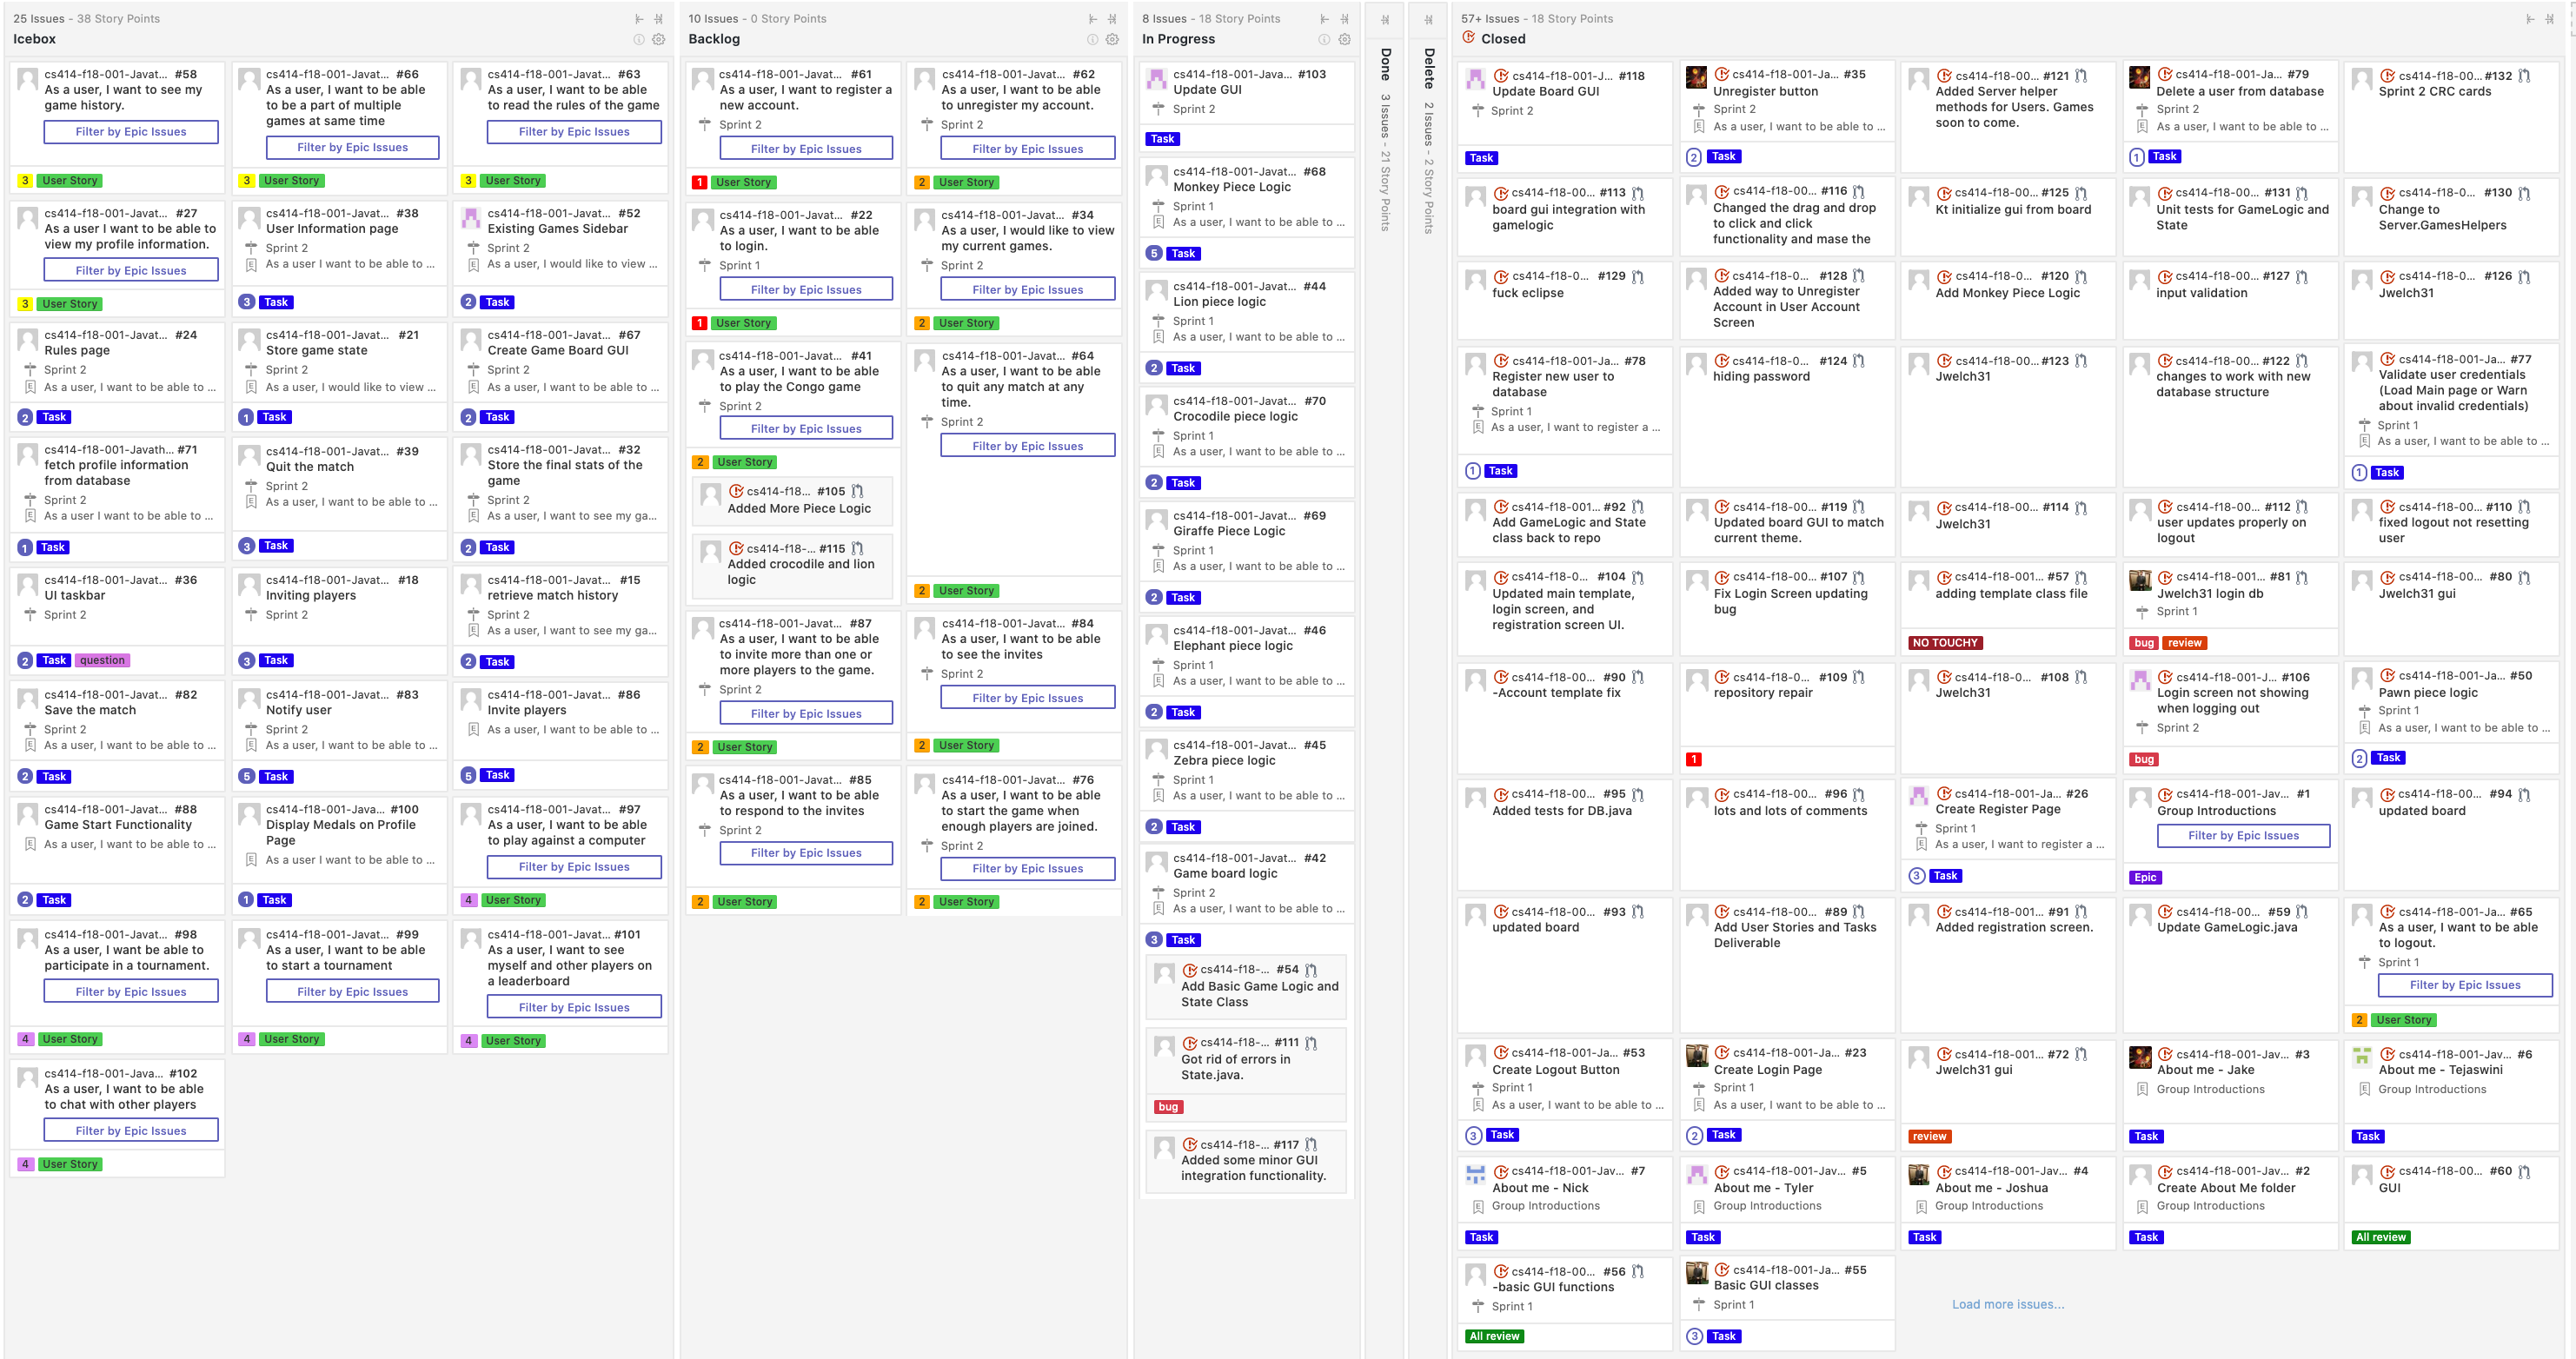 25 Issues - 38 Story Points
Icebox
cs414-f18-001-Javat... #58
As a user, I want to see my
game history.
Filter by Epic Issues
3 User Story
cs414-f18-001-Javat... #66
As a user, I want to be able
to be a part of multiple
games at same time
Filter by Epic Issues
3 User Story
cs414-f18-001-Javat... #63
As a user, I want to be able
to read the rules of the game
Filter by Epic Issues
3 User Story
cs414-f18-001-Javat... #27
As a user I want to be able to
view my profile information.
Filter by Epic Issues
3 User Story
cs414-f18-001-Javat... #38
User Information page
Sprint 2
As a user I want to be able to ...
3 Task
cs414-f18-001-Javat... #52
Existing Games Sidebar
Sprint 2
As a user, I would like to view ...
2 Task
cs414-f18-001-Javat... #24
Rules page
Sprint 2
As a user, I want to be able to ...
2 Task
cs414-f18-001-Javat... #21
Store game state
Sprint 2
As a user, I would like to view ...
1 Task
cs414-f18-001-Javat... #67
Create Game Board GUI
Sprint 2
As a user, I want to be able to ...
2 Task
cs414-f18-001-Javath... #71
fetch profile information
from database
Sprint 2
As a user I want to be able to ...
1 Task
cs414-f18-001-Javat... #39
Quit the match
Sprint 2
As a user, I want to be able to ...
3 Task
cs414-f18-001-Javat... #32
Store the final stats of the
game
Sprint 2
As a user, I want to see my ga...
2 Task
cs414-f18-001-Javat... #36
UI taskbar
Sprint 2
2 Task question
cs414-f18-001-Javat... #18
Inviting players
Sprint 2
3 Task
cs414-f18-001-Javat... #15
retrieve match history
Sprint 2
As a user, I want to see my ga...
2 Task
cs414-f18-001-Javat... #82
Save the match
Sprint 2
As a user, I want to be able to ...
2 Task
cs414-f18-001-Javat... #83
Notify user
Sprint 2
As a user, I want to be able to ...
5 Task
cs414-f18-001-Javat... #86
Invite players
As a user, I want to be able to ...
5 Task
cs414-f18-001-Javat... #88
Game Start Functionality
As a user, I want to be able to ...
2 Task
cs414-f18-001-Java... #100
Display Medals on Profile
Page
As a user I want to be able to ...
1 Task
cs414-f18-001-Javat... #97
As a user, I want to be able
to play against a computer
Filter by Epic Issues
4 User Story
cs414-f18-001-Javat... #98
As a user, I want be able to
participate in a tournament.
Filter by Epic Issues
4 User Story
cs414-f18-001-Javat... #99
As a user, I want to be able
to start a tournament
Filter by Epic Issues
4 User Story
cs414-f18-001-Javat... #101
As a user, I want to see
myself and other players on
a leaderboard
Filter by Epic Issues
4 User Story
cs414-f18-001-Java... #102
As a user, I want to be able
to chat with other players
Filter by Epic Issues
4 User Story
10 Issues - 0 Story Points
Backlog
cs414-f18-001-Javat... #61
As a user, I want to register a
new account.
Sprint 2
Filter by Epic Issues
1 User Story
cs414-f18-001-Javat... #62
As a user, I want to be able
to unregister my account.
Sprint 2
Filter by Epic Issues
2 User Story
cs414-f18-001-Javat... #22
As a user, I want to be able
to login.
Sprint 1
Filter by Epic Issues
1 User Story
cs414-f18-001-Javat... #34
As a user, I would like to view
my current games.
Sprint 2
Filter by Epic Issues
2 User Story
cs414-f18-001-Javat... #41
As a user, I want to be able
to play the Congo game
Sprint 2
Filter by Epic Issues
2 User Story
cs414-f18... #105
Added More Piece Logic
cs414-f18-... #115
Added crocodile and lion
logic
cs414-f18-001-Javat... #64
As a user, I want to be able
to quit any match at any
time.
Sprint 2
Filter by Epic Issues
2 User Story
cs414-f18-001-Javat... #87
As a user, I want to be able
to invite more than one or
more players to the game.
Sprint 2
Filter by Epic Issues
2 User Story
cs414-f18-001-Javat... #84
As a user, I want to be able
to see the invites
Sprint 2
Filter by Epic Issues
2 User Story
cs414-f18-001-Javat... #85
As a user, I want to be able
to respond to the invites
Sprint 2
Filter by Epic Issues
2 User Story
cs414-f18-001-Javat... #76
As a user, I want to be able
to start the game when
enough players are joined.
Sprint 2
Filter by Epic Issues
2 User Story
8 Issues - 18 Story Points
In Progress
cs414-f18-001-Java... #103
Update GUI
Sprint 2
Task
cs414-f18-001-Javat... #68
Monkey Piece Logic
Sprint 1
As a user, I want to be able to ...
5 Task
cs414-f18-001-Javat... #44
Lion piece logic
Sprint 1
As a user, I want to be able to ...
2 Task
cs414-f18-001-Javat... #70
Crocodile piece logic
Sprint 1
As a user, I want to be able to ...
2 Task
cs414-f18-001-Javat... #69
Giraffe Piece Logic
Sprint 1
As a user, I want to be able to ...
2 Task
cs414-f18-001-Javat... #46
Elephant piece logic
Sprint 1
As a user, I want to be able to ...
2 Task
cs414-f18-001-Javat... #45
Zebra piece logic
Sprint 1
As a user, I want to be able to ...
2 Task
cs414-f18-001-Javat... #42
Game board logic
Sprint 2
As a user, I want to be able to ...
3 Task
cs414-f18-... #54
Add Basic Game Logic and
State Class
cs414-f18-... #111
Got rid of errors in
State.java.
bug
cs414-f18-... #117
Added some minor GUI
integration functionality.
Done 3 Issues - 21 Story Points
Delete 2 Issues - 2 Story Points
57+ Issues - 18 Story Points
Closed
cs414-f18-001-J... #118
Update Board GUI
Sprint 2
Task
cs414-f18-001-Ja... #35
Unregister button
Sprint 2
As a user, I want to be able to ...
2 Task
cs414-f18-00... #121
Added Server helper
methods for Users. Games
soon to come.
cs414-f18-001-Ja... #79
Delete a user from database
Sprint 2
As a user, I want to be able to ...
1 Task
cs414-f18-00... #132
Sprint 2 CRC cards
cs414-f18-00... #113
board gui integration with
gamelogic
cs414-f18-00... #116
Changed the drag and drop
to click and click
functionality and mase the
cs414-f18-00... #125
Kt initialize gui from board
cs414-f18-00... #131
Unit tests for GameLogic and
State
cs414-f18-00... #130
Change to
Server.GamesHelpers
cs414-f18-0... #129
fuck eclipse
cs414-f18-0... #128
Added way to Unregister
Account in User Account
Screen
cs414-f18-0... #120
Add Monkey Piece Logic
cs414-f18-00... #127
input validation
cs414-f18-00... #126
Jwelch31
cs414-f18-001-Ja... #78
Register new user to
database
Sprint 1
As a user, I want to register a ...
1 Task
cs414-f18-0... #124
hiding password
cs414-f18-00... #123
Jwelch31
cs414-f18-00... #122
changes to work with new
database structure
cs414-f18-001-Ja... #77
Validate user credentials
(Load Main page or Warn
about invalid credentials)
Sprint 1
As a user, I want to be able to ...
1 Task
cs414-f18-001... #92
Add GameLogic and State
class back to repo
cs414-f18-00... #119
Updated board GUI to match
current theme.
cs414-f18-00... #114
Jwelch31
cs414-f18-00... #112
user updates properly on
logout
cs414-f18-00... #110
fixed logout not resetting
user
cs414-f18-0... #104
Updated main template,
login screen, and
registration screen UI.
cs414-f18-00... #107
Fix Login Screen updating
bug
cs414-f18-001... #57
adding template class file
NO TOUCHY
cs414-f18-001... #81
Jwelch31 login db
Sprint 1
bug review
cs414-f18-00... #80
Jwelch31 gui
cs414-f18-00... #90
-Account template fix
cs414-f18-00... #109
repository repair
1
cs414-f18-0... #108
Jwelch31
cs414-f18-001-J... #106
Login screen not showing
when logging out
Sprint 2
bug
cs414-f18-001-Ja... #50
Pawn piece logic
Sprint 1
As a user, I want to be able to ...
2 Task
cs414-f18-00... #95
Added tests for DB.java
cs414-f18-00... #96
lots and lots of comments
cs414-f18-001-Ja... #26
Create Register Page
Sprint 1
As a user, I want to register a ...
3 Task
cs414-f18-001-Jav... #1
Group Introductions
Filter by Epic Issues
Epic
cs414-f18-00... #94
updated board
cs414-f18-00... #93
updated board
cs414-f18-00... #89
Add User Stories and Tasks
Deliverable
cs414-f18-001... #91
Added registration screen.
cs414-f18-001... #59
Update GameLogic.java
cs414-f18-001-Ja... #65
As a user, I want to be able
to logout.
Sprint 1
Filter by Epic Issues
2 User Story
cs414-f18-001-Ja... #53
Create Logout Button
Sprint 1
As a user, I want to be able to ...
3 Task
cs414-f18-001-Ja... #23
Create Login Page
Sprint 1
As a user, I want to be able to ...
2 Task
cs414-f18-001... #72
Jwelch31 gui
review
cs414-f18-001-Jav... #3
About me - Jake
Group Introductions
Task
cs414-f18-001-Jav... #6
About me - Tejaswini
Group Introductions
Task
cs414-f18-001-Jav... #7
About me - Nick
Group Introductions
Task
cs414-f18-001-Jav... #5
About me - Tyler
Group Introductions
Task
cs414-f18-001-Jav... #4
About me - Joshua
Group Introductions
Task
cs414-f18-001-Jav... #2
Create About Me folder
Group Introductions
Task
cs414-f18-00... #60
GUI
All review
cs414-f18-00... #56
-basic GUI functions
Sprint 1
All review
cs414-f18-001-Ja... #55
Basic GUI classes
Sprint 1
3 Task
Load more issues...